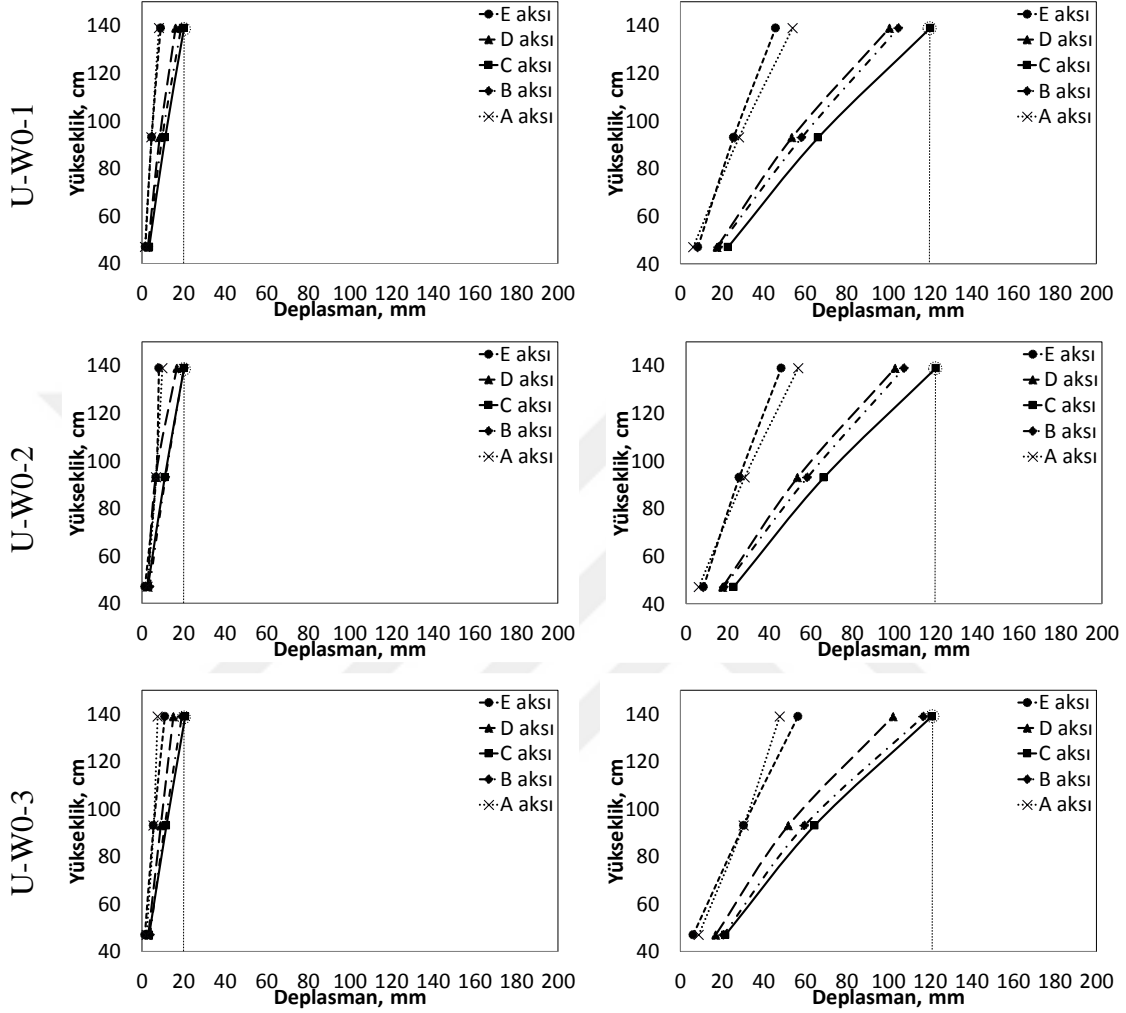 U-W0-1
Yükseklik, cm
140
120
100
80
60
40
0 20 40 60 80 100 120 140 160 180 200
Deplasman, mm
E aksı
D aksı
C aksı
B aksı
A aksı
Yükseklik, cm
140
120
100
80
60
40
0 20 40 60 80 100 120 140 160 180 200
Deplasman, mm
E aksı
D aksı
C aksı
B aksı
A aksı
U-W0-2
Yükseklik, cm
140
120
100
80
60
40
0 20 40 60 80 100 120 140 160 180 200
Deplasman, mm
E aksı
D aksı
C aksı
B aksı
A aksı
Yükseklik, cm
140
120
100
80
60
40
0 20 40 60 80 100 120 140 160 180 200
Deplasman, mm
E aksı
D aksı
C aksı
B aksı
A aksı
U-W0-3
Yükseklik, cm
140
120
100
80
60
40
0 20 40 60 80 100 120 140 160 180 200
Deplasman, mm
E aksı
D aksı
C aksı
B aksı
A aksı
Yükseklik, cm
140
120
100
80
60
40
0 20 40 60 80 100 120 140 160 180 200
Deplasman, mm
E aksı
D aksı
C aksı
B aksı
A aksı